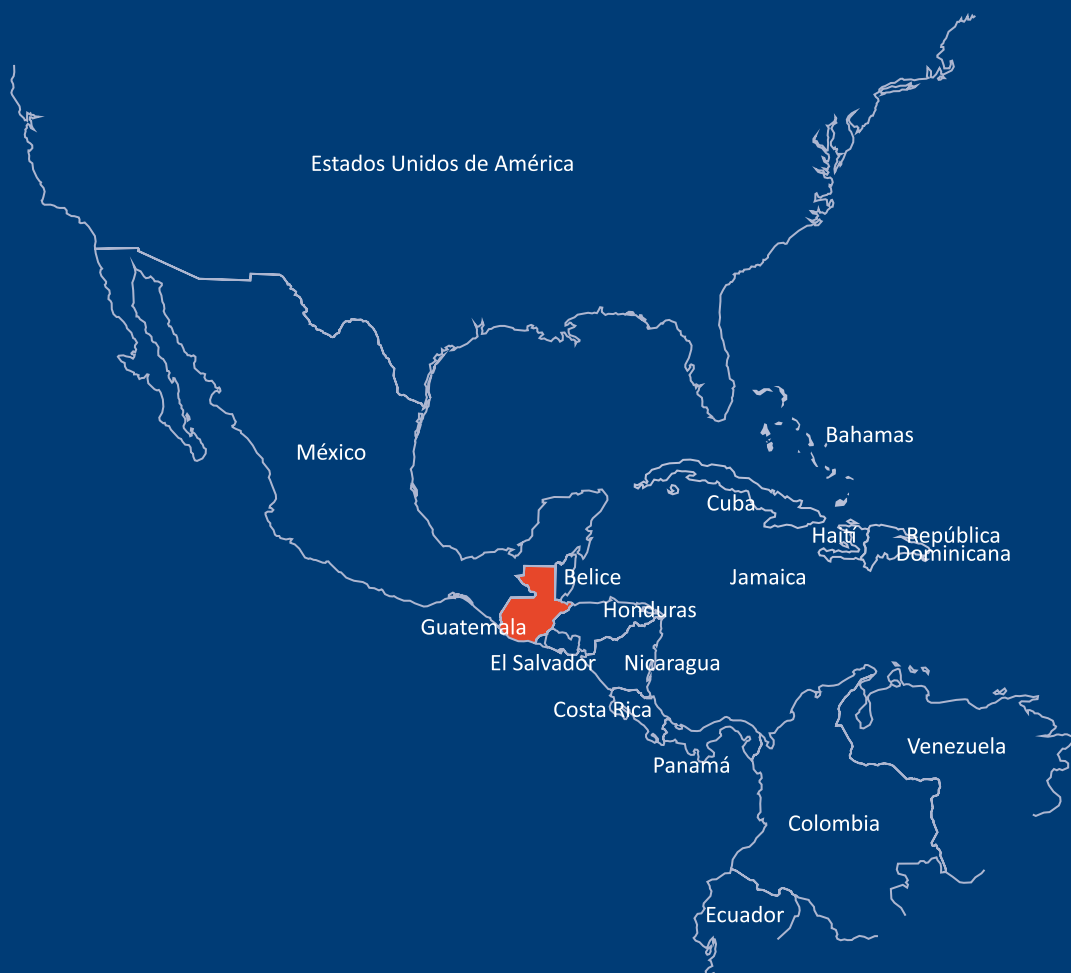 Estados Unidos de América
Bahamas
México
Cuba
Haití
República
Dominicana
Belice
Jamaica
Honduras
Guatemala
El Salvador
Nicaragua
Costa Rica
Venezuela
Panamá
Colombia
Ecuador